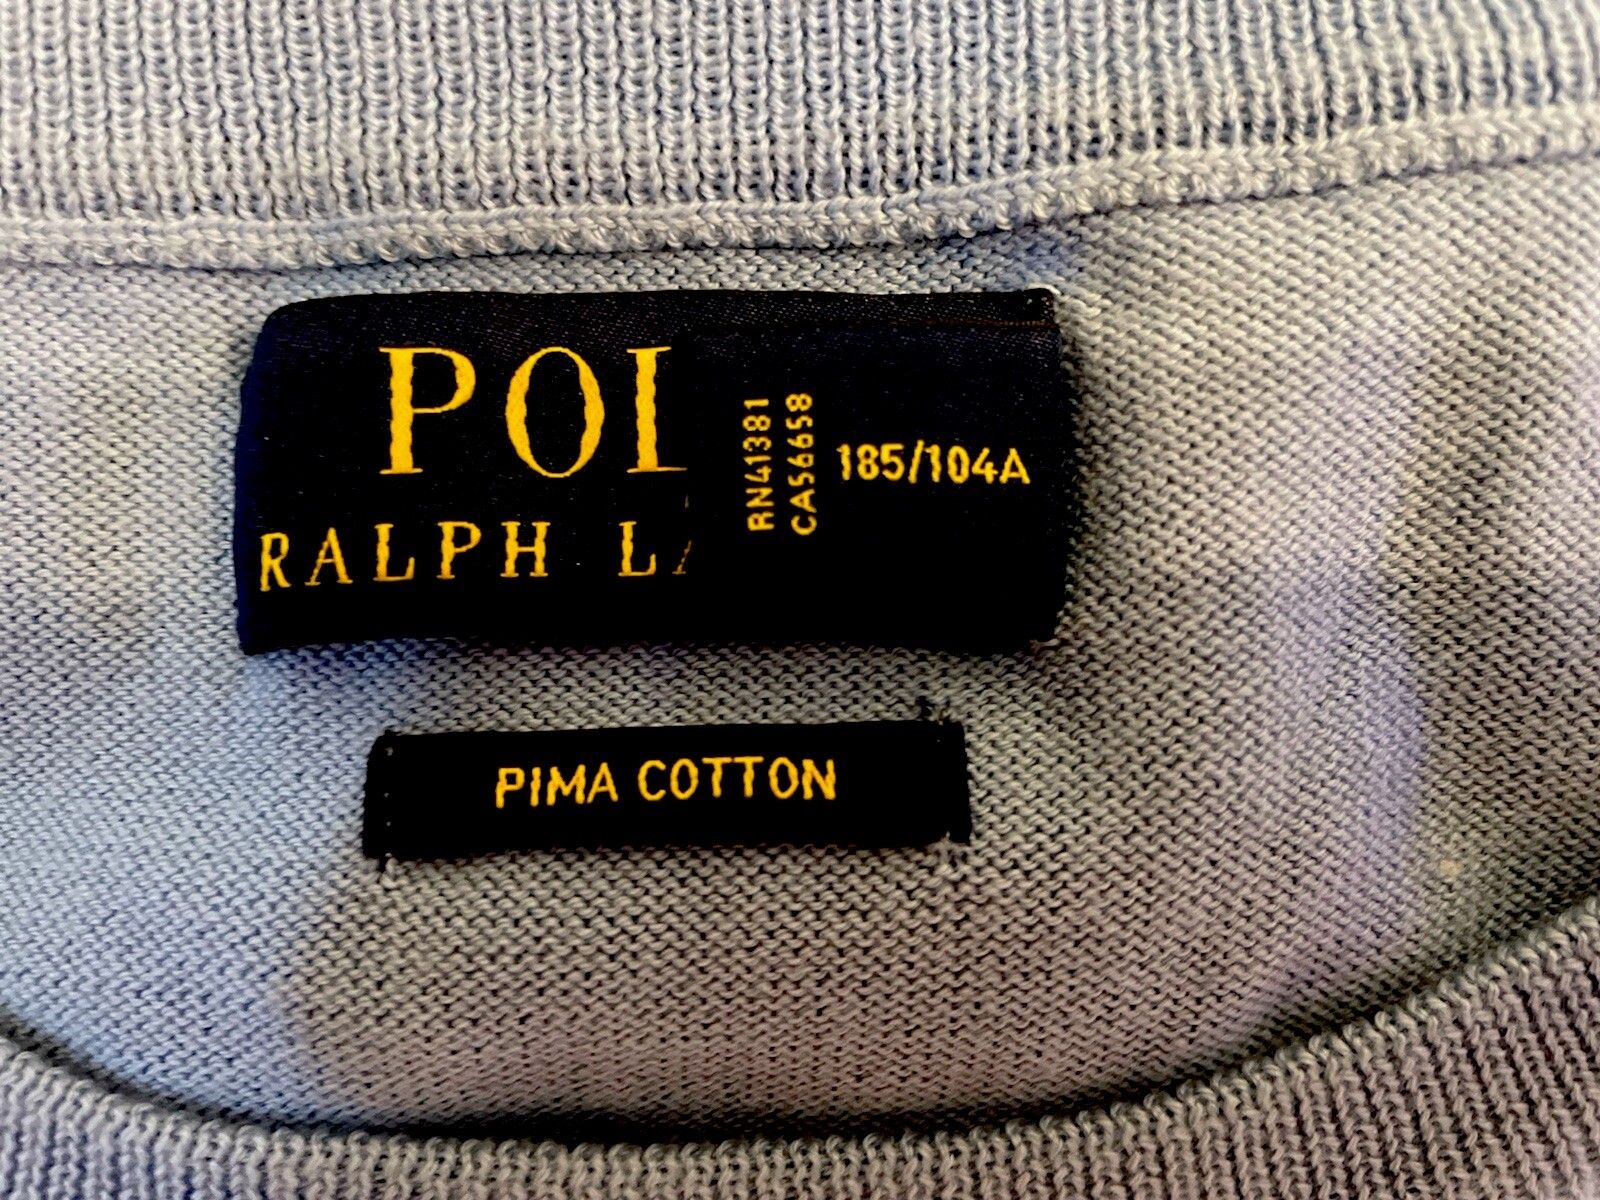 POL
RALPH L
RN41381
CA56658
185/104A
PIMA COTTON